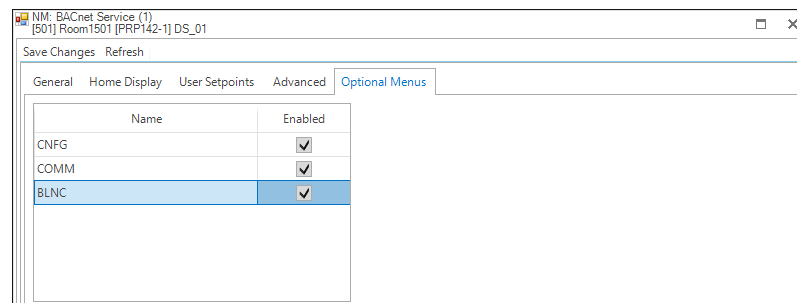 NM: BACnet Service (1)
[501] Room1501 [PRP142-1] DS_01
Save Changes Refresh
General Home Display User Setpoints Advanced Optional Menus
Name Enabled
CNFG
COMM
BLNC